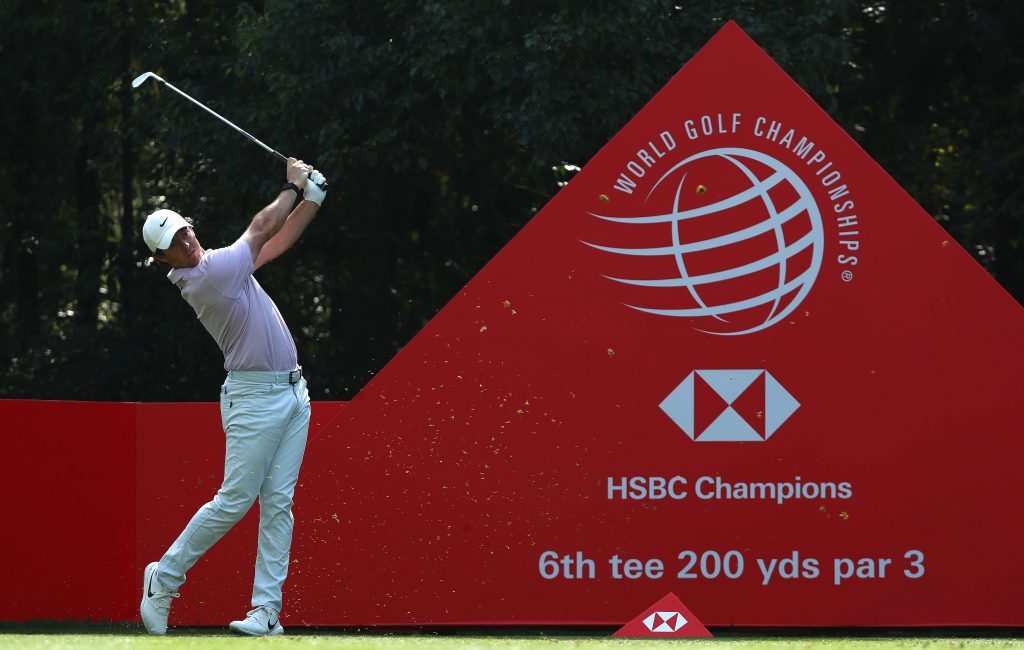 WORLD GOLF CHAMPIONSHIPS®
HSBC Champions
6th tee 200 yds par 3